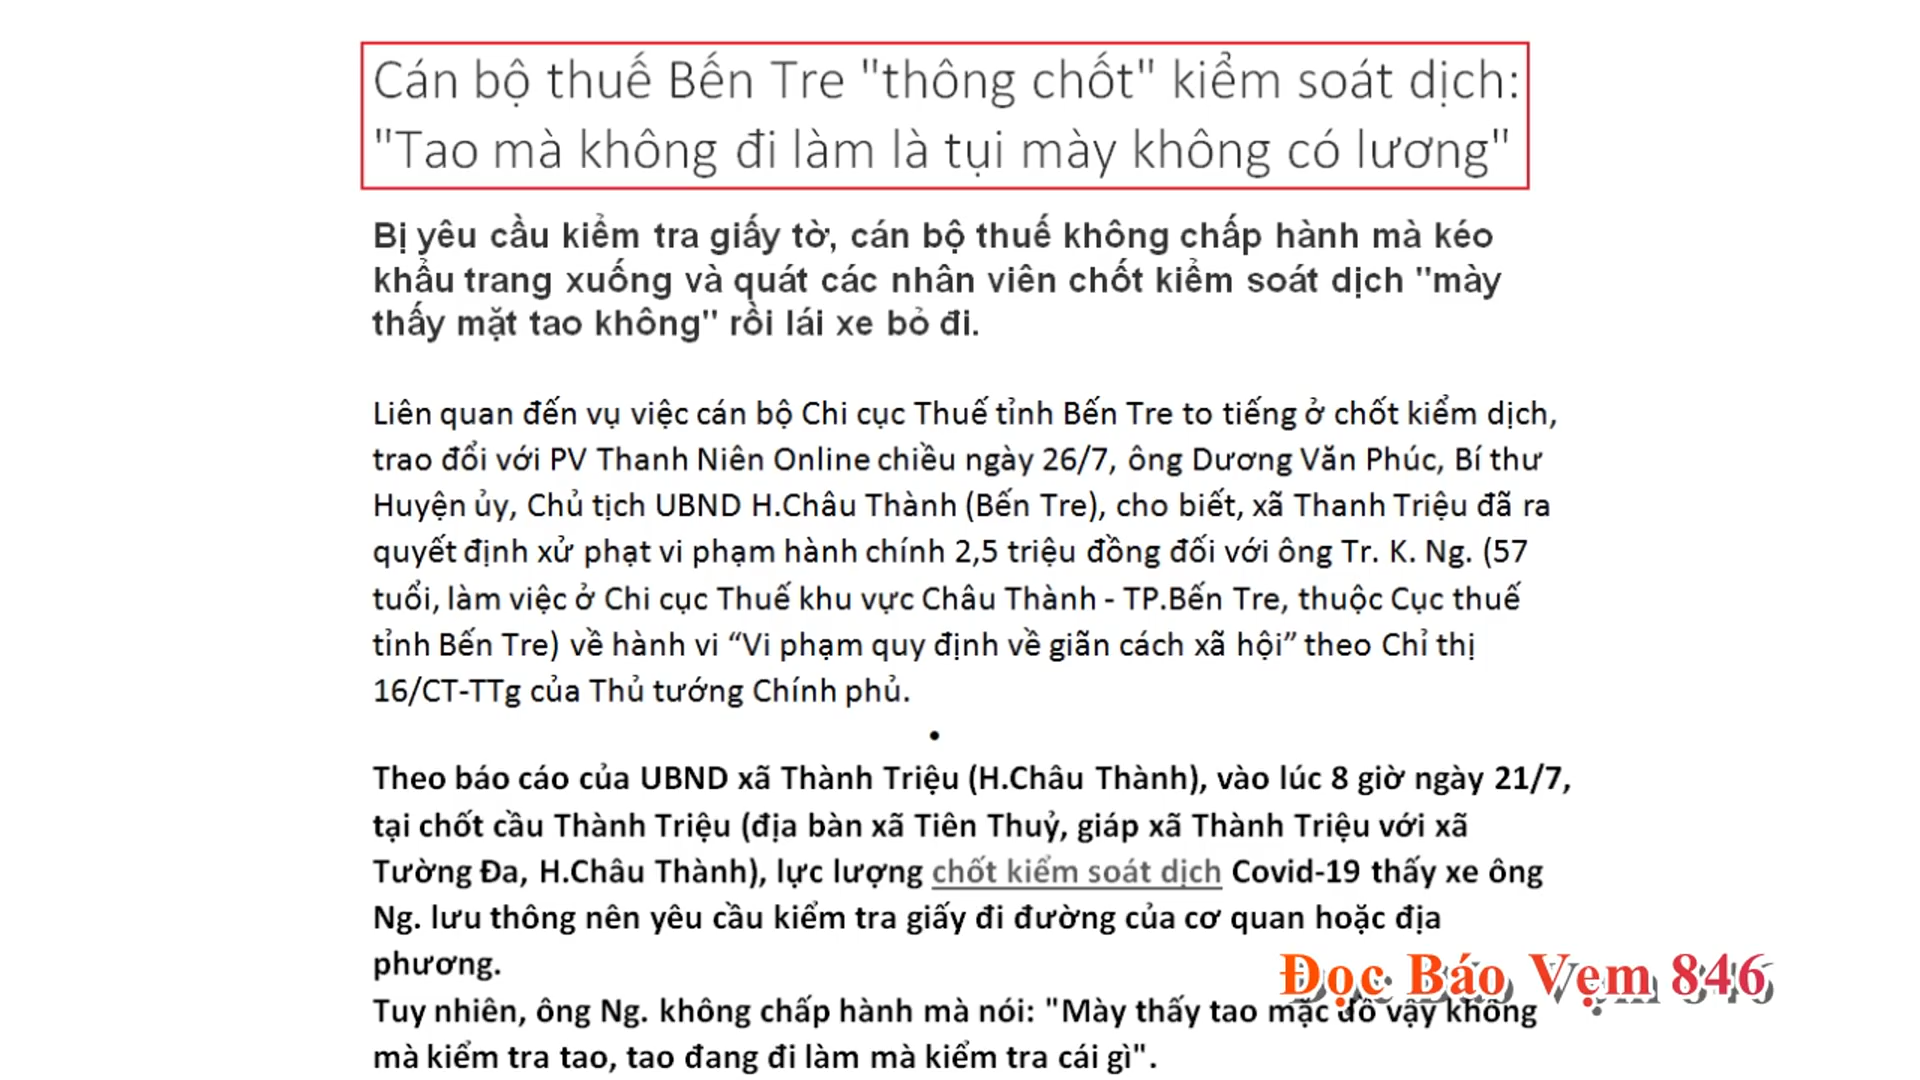 Cán bộ thuế Bến Tre "thông chốt" kiểm soát dịch:
"Tao mà không đi làm là tụi mày không có lương"
Bị yêu cầu kiểm tra giấy tờ, cán bộ thuế không chấp hành mà kéo
khẩu trang xuống và quát các nhân viên chốt kiểm soát dịch "mày
thấy mặt tao không" rồi lái xe bỏ đi.
Liên quan đến vụ việc cán bộ Chi cục Thuế tỉnh Bến Tre to tiếng ở chốt kiểm dịch,
trao đổi với PV Thanh Niên Online chiều ngày 26/7, ông Dương Văn Phúc, Bí thư
Huyện ủy, Chủ tịch UBND H.Châu Thành (Bến Tre), cho biết, xã Thanh Triệu đã ra
quyết định xử phạt vi phạm hành chính 2,5 triệu đồng đối với ông Tr. K. Ng. (57
tuổi, làm việc ở Chi cục Thuế khu vực Châu Thành - TP.Bến Tre, thuộc Cục thuế
tỉnh Bến Tre) về hành vi “Vi phạm quy định về giãn cách xã hội” theo Chỉ thị
16/CT-TTg của Thủ tướng Chính phủ.
•
Theo báo cáo của UBND xã Thành Triệu (H.Châu Thành), vào lúc 8 giờ ngày 21/7,
tại chốt cầu Thành Triệu (địa bàn xã Tiên Thuỷ, giáp xã Thành Triệu với xã
Tường Đa, H.Châu Thành), lực lượng chốt kiểm soát dịch Covid-19 thấy xe ông
Ng. lưu thông nên yêu cầu kiểm tra giấy đi đường của cơ quan hoặc địa
phương.
Đọc Báo Vẹm 846
Tuy nhiên, ông Ng. không chấp hành mà nói: "Mày thấy tao mặc đồ vậy không
mà kiểm tra tao, tao đang đi làm mà kiểm tra cái gì".